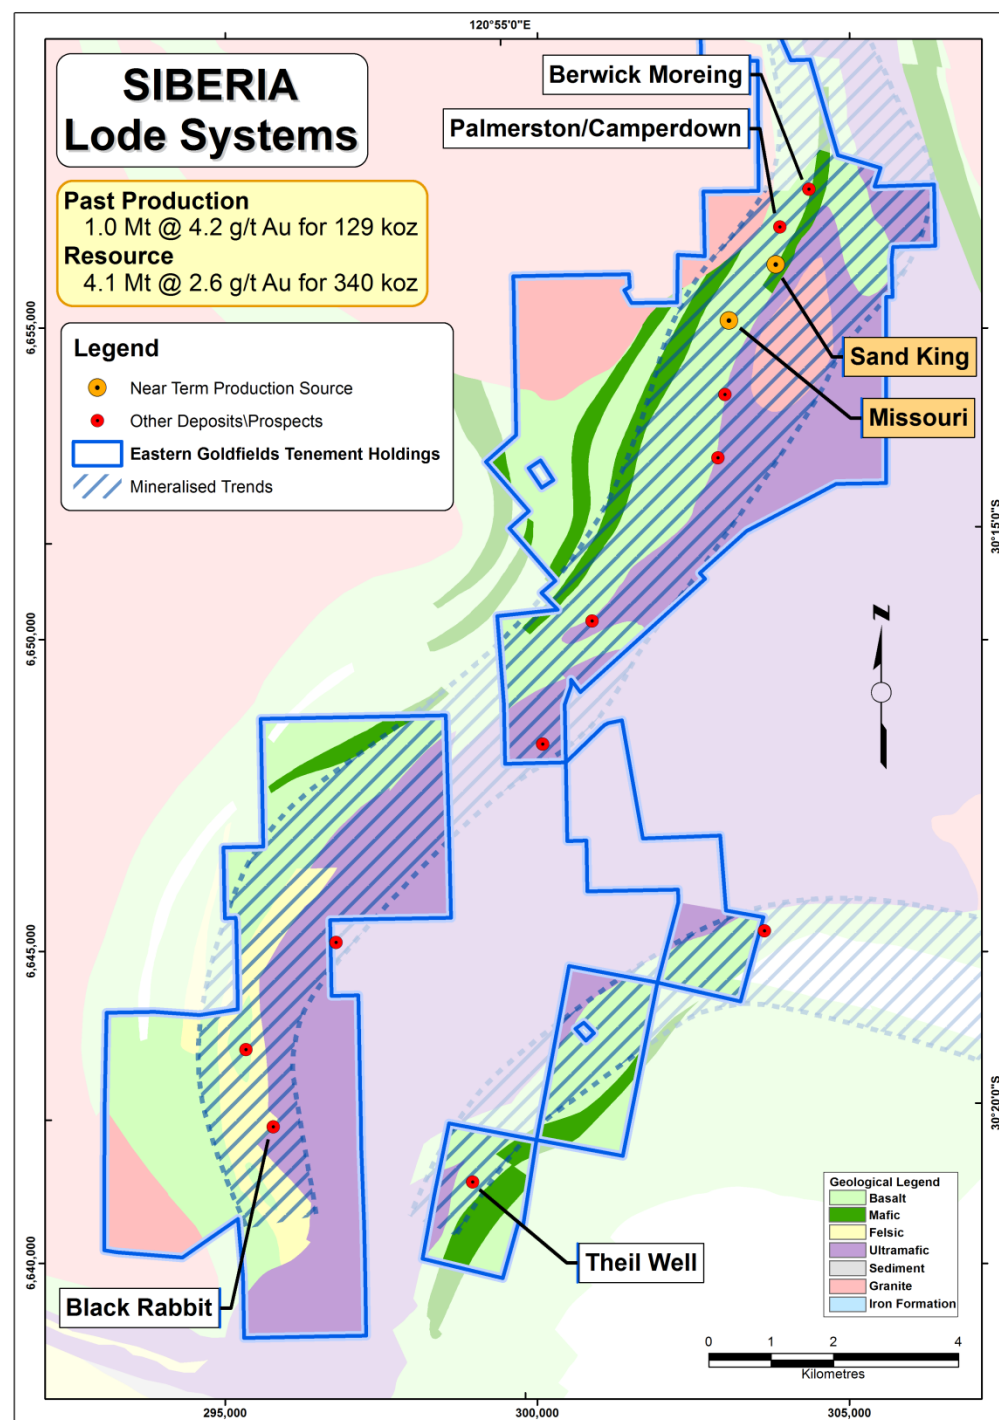 120°55'0"E
SIBERIA
Lode Systems
Past Production
1.0 Mt @ 4.2 g/t Au for 129 koz
Resource
4.1 Mt @ 2.6 g/t Au for 340 koz
Berwick Moreing
Palmerston/Camperdown
6,655,000
Legend
Near Term Production Source
Other Deposits\Prospects
Eastern Goldfields Tenement Holdings
Mineralised Trends
Sand King
Missouri
30°15'0"S
6,650,000
z
6,645,000
30°20'0"S
Theil Well
6,640,000
Black Rabbit
Geological Legend
Basalt
Mafic
Felsic
Ultramafic
Sediment
Granite
Iron Formation
0 1 2 4
Kilometres
295,000 300,000 305,000